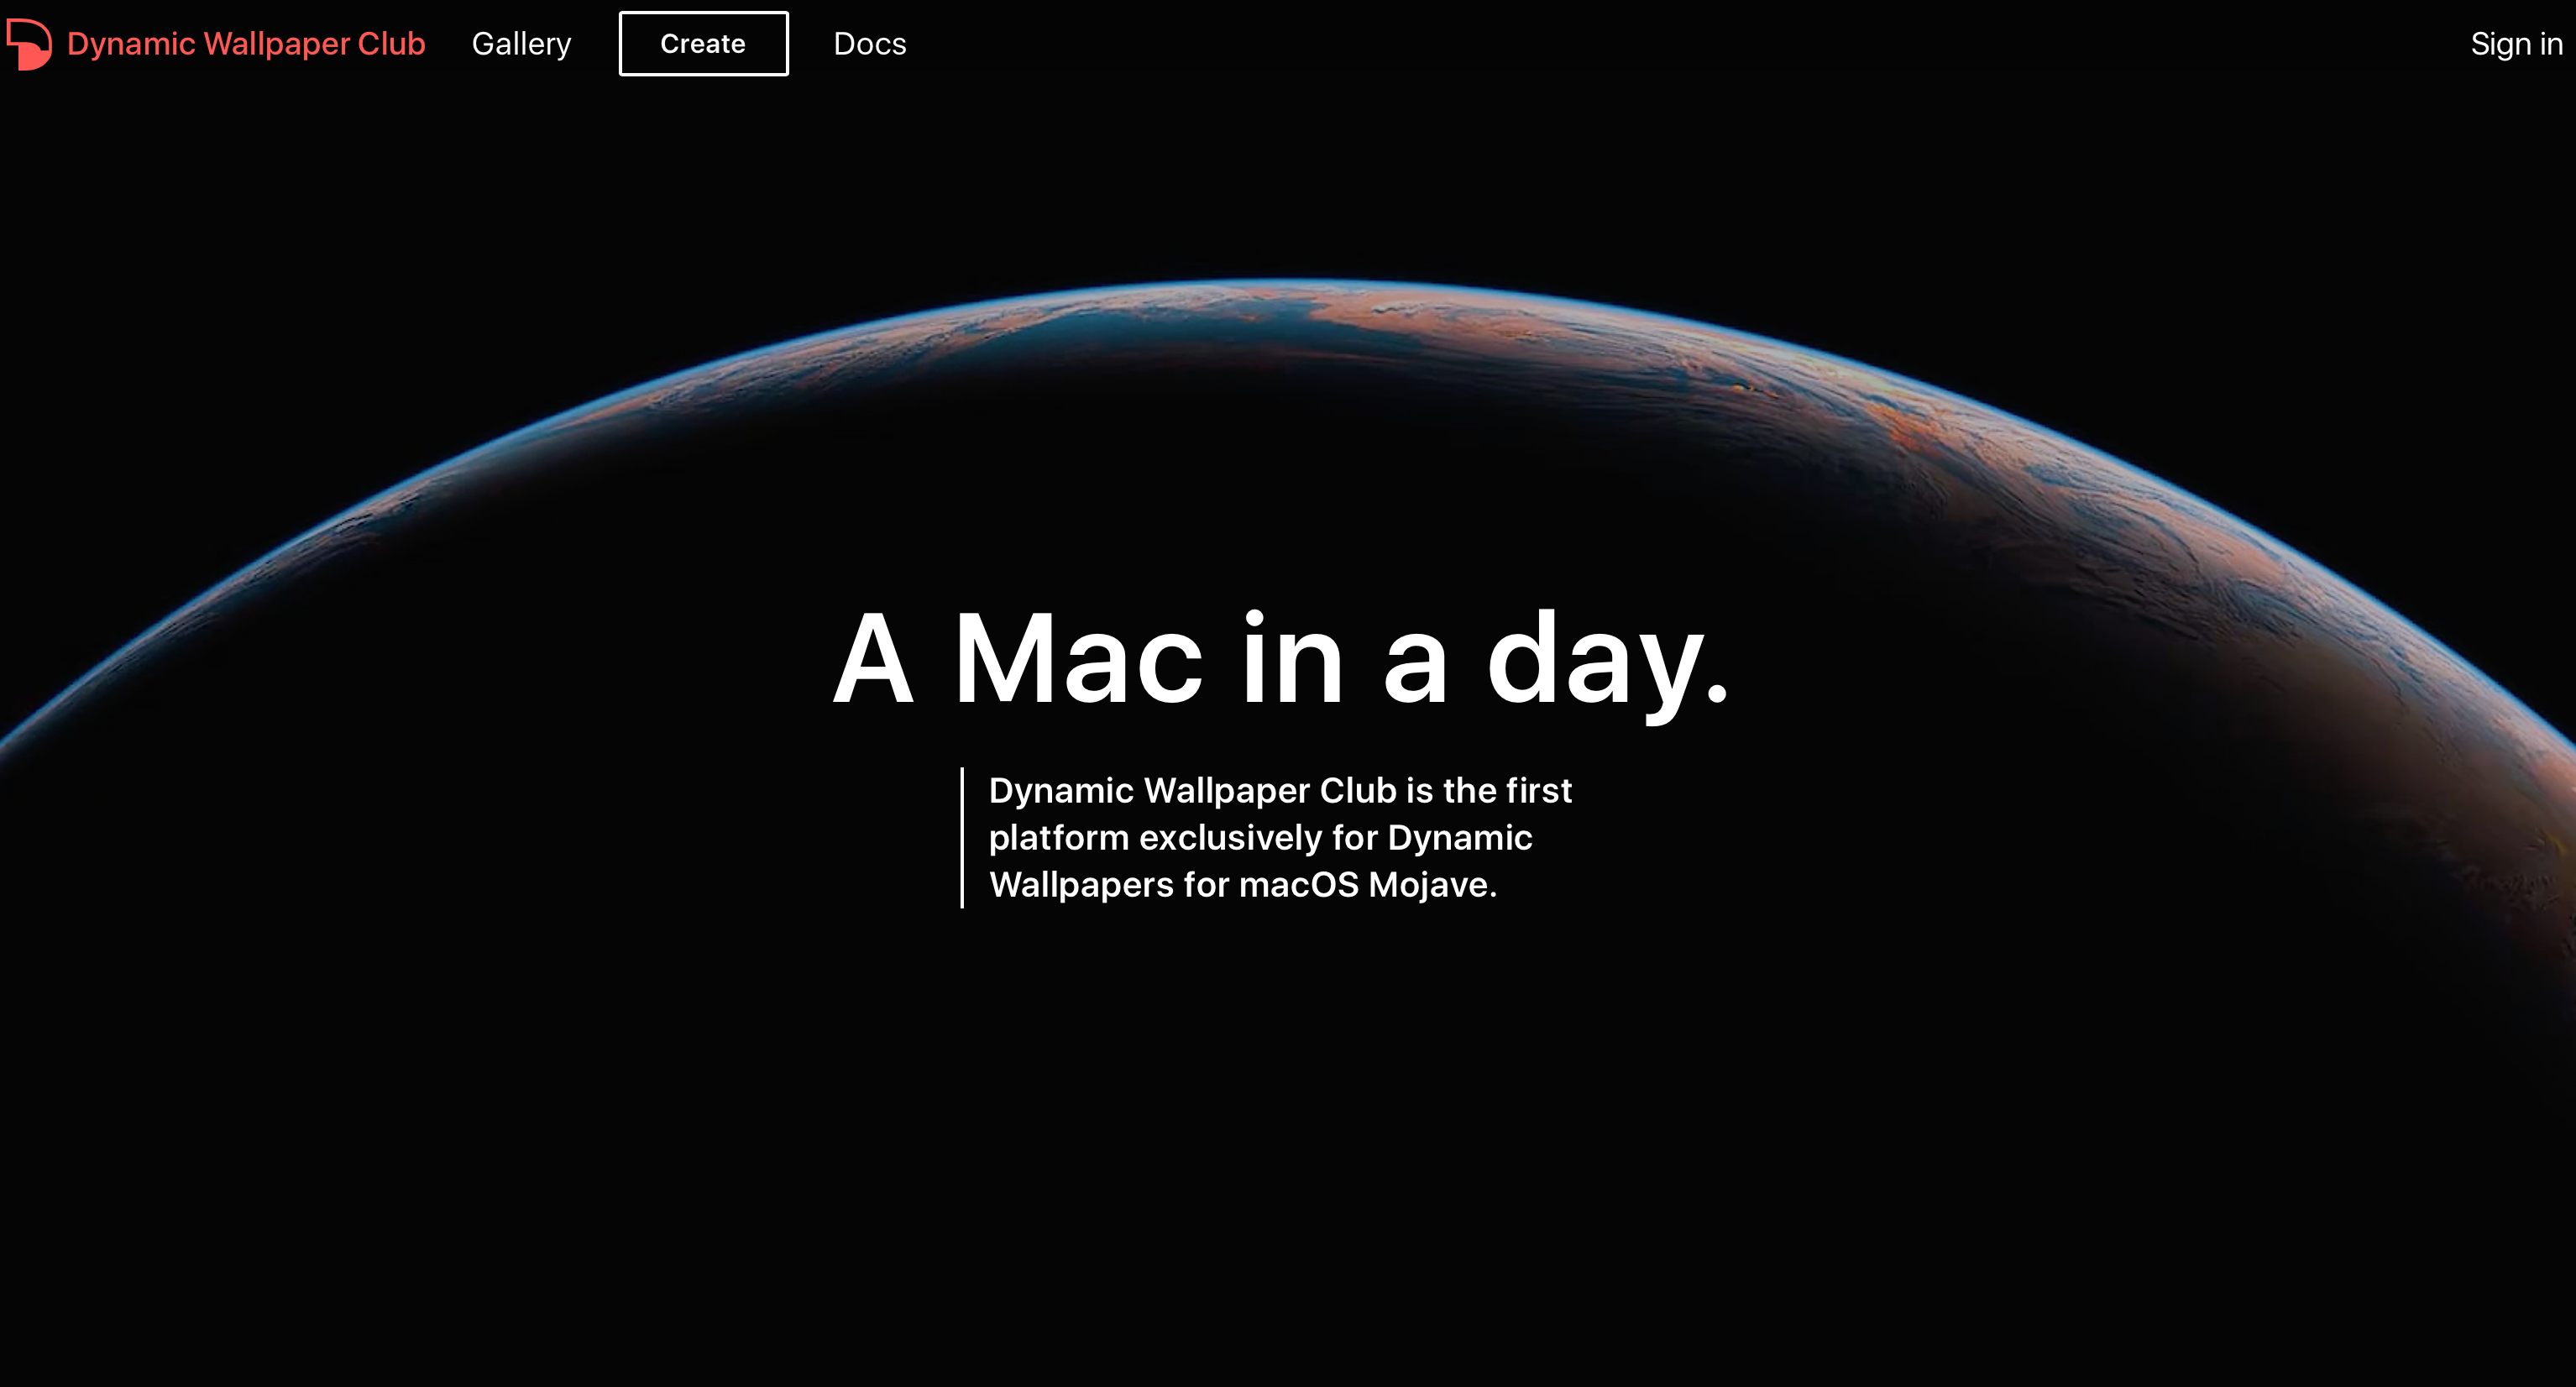 Dynamic Wallpaper Club Gallery Create Docs Sign in
A Mac in a day.
Dynamic Wallpaper Club is the first
platform exclusively for Dynamic
Wallpapers for macOS Mojave.